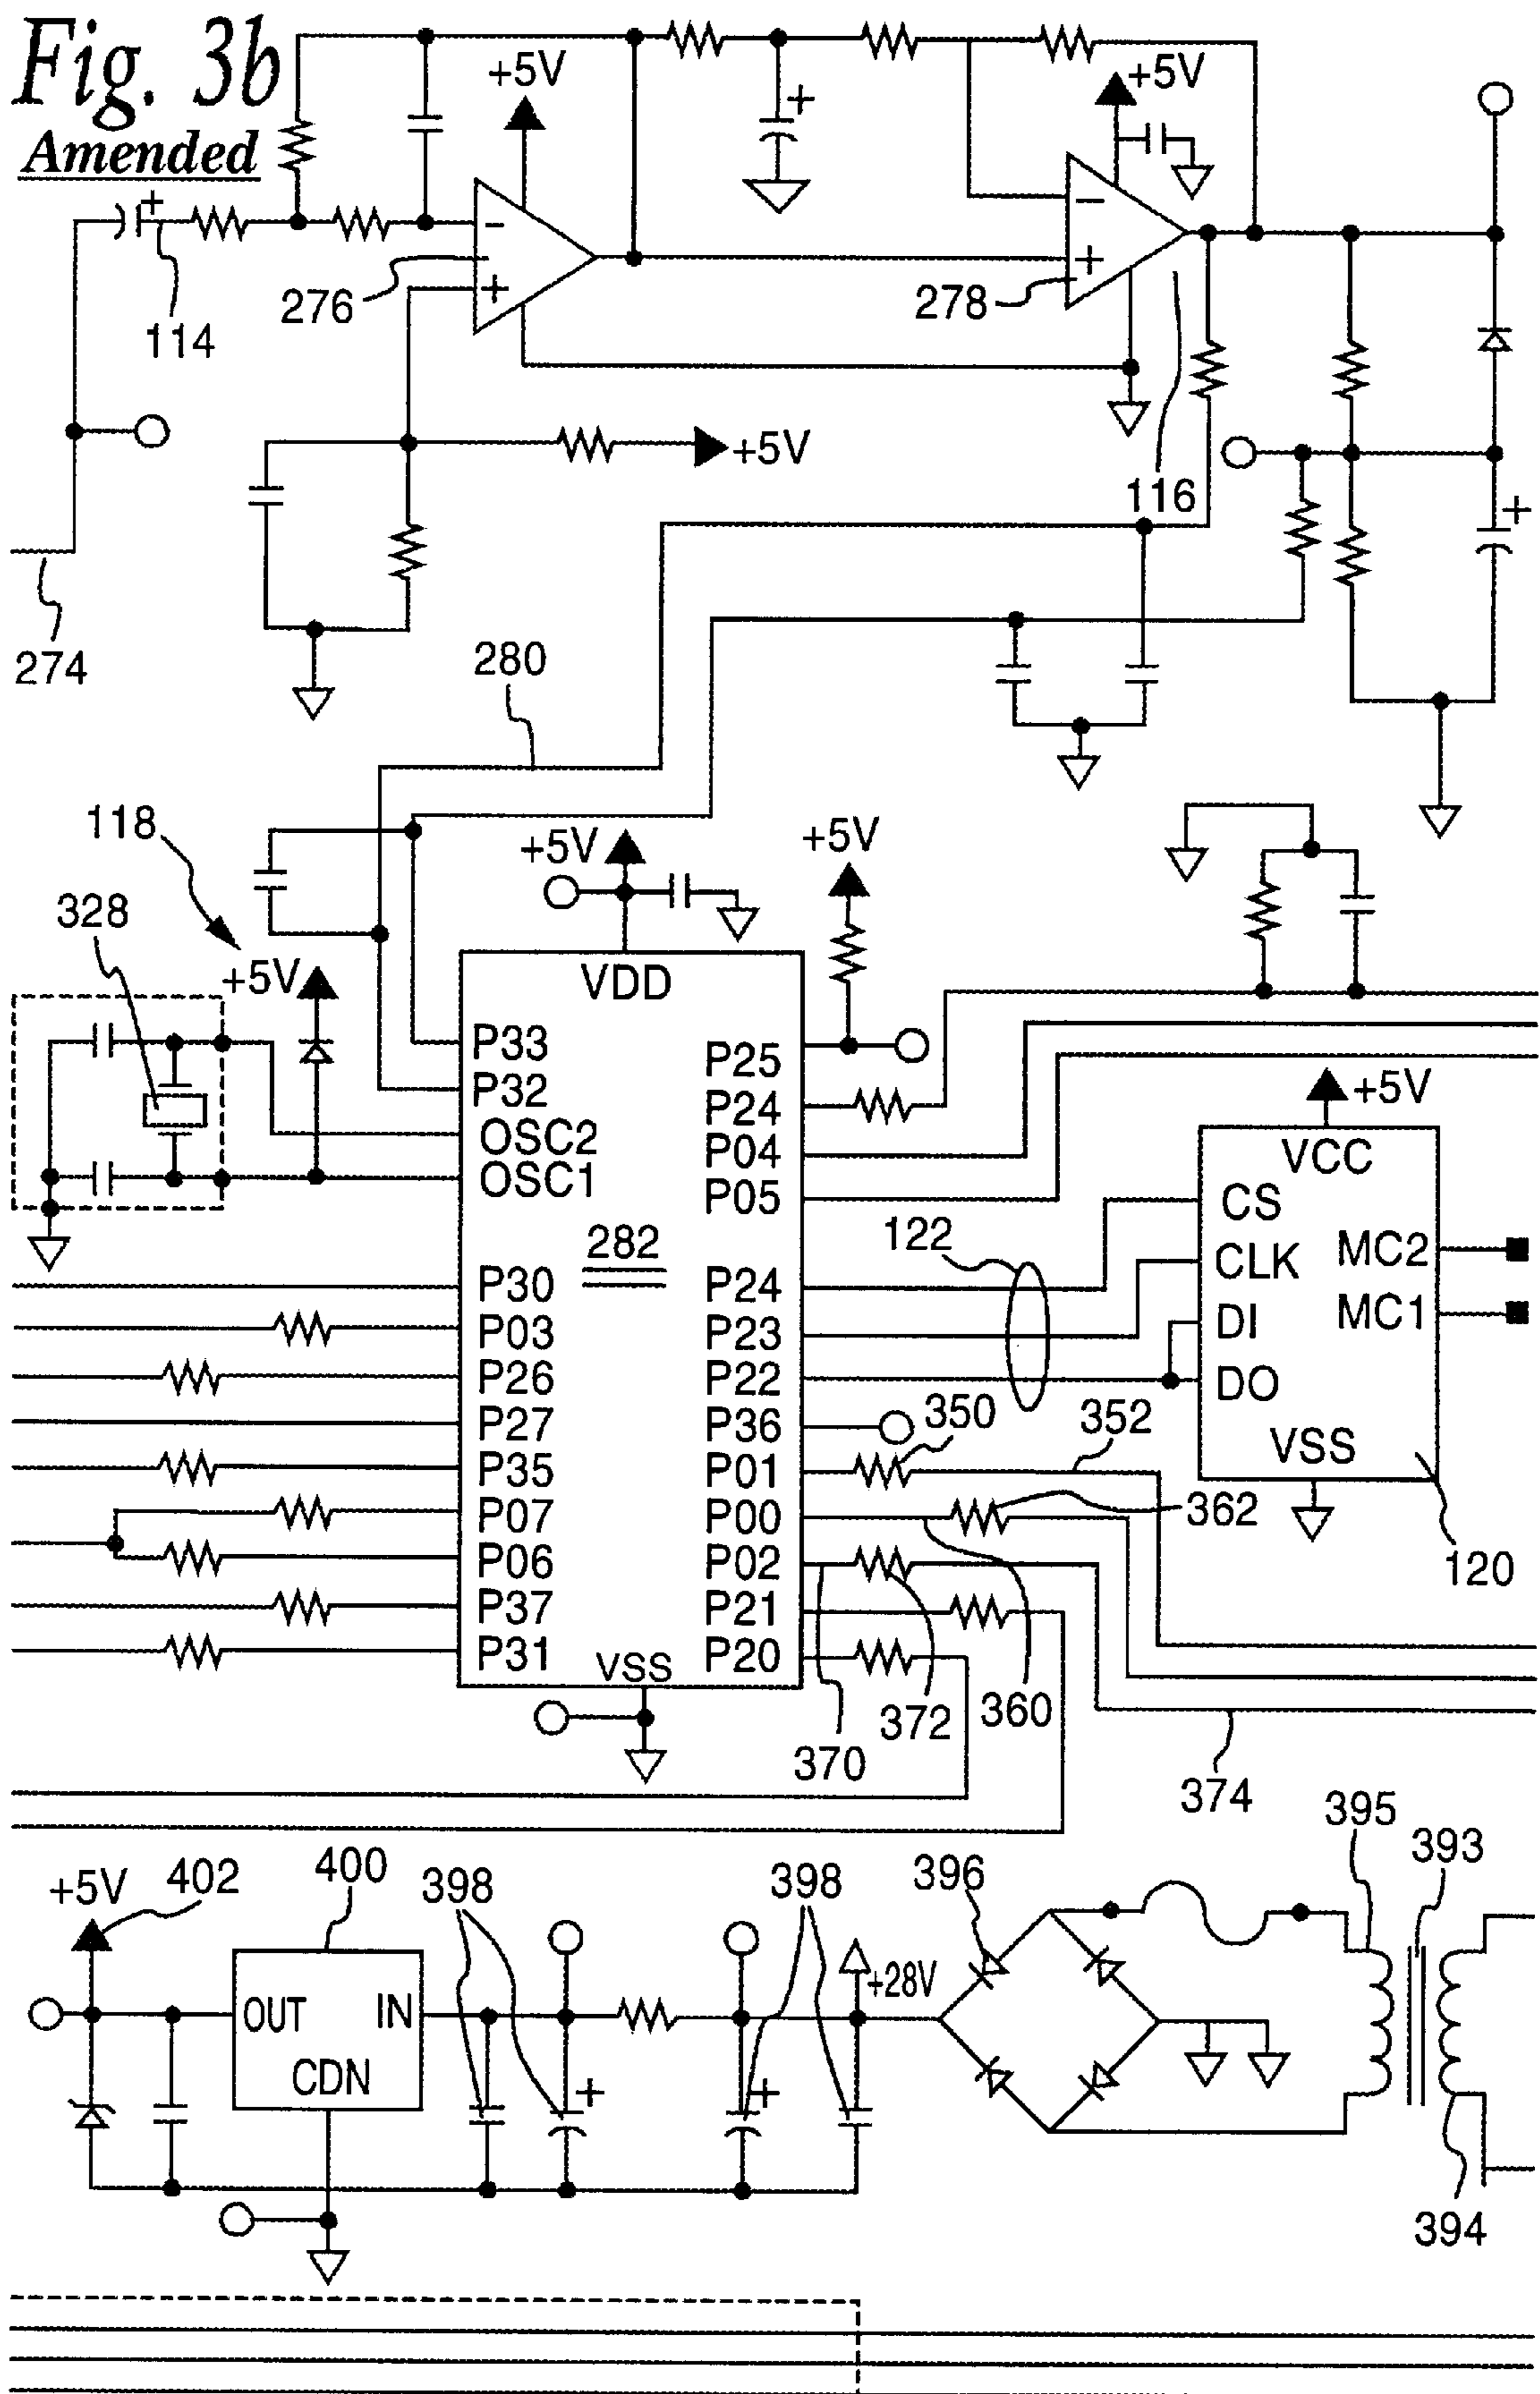 Fig. 3b
Amended
+5V
+
+5V
+
-
+
276
-
+
278
114
+5V
116
+
274
280
118
328
+5V
+5V
+5V
VDD
P33
P32
OSC2
OSC1
282
P30
P03
P26
P27
P35
P07
P06
P37
P31
VSS
P25
P24
P04
P05
P24
P23
P22
P36
P01
P00
P02
P21
P20
122
+5V
VCC
CS
CLK
DI
DO
MC2
MC1
VSS
120
350
352
362
372
360
370
374
395
393
+5V
402
400
398
398
396
+28V
OUT
IN
CDN
+
+
394